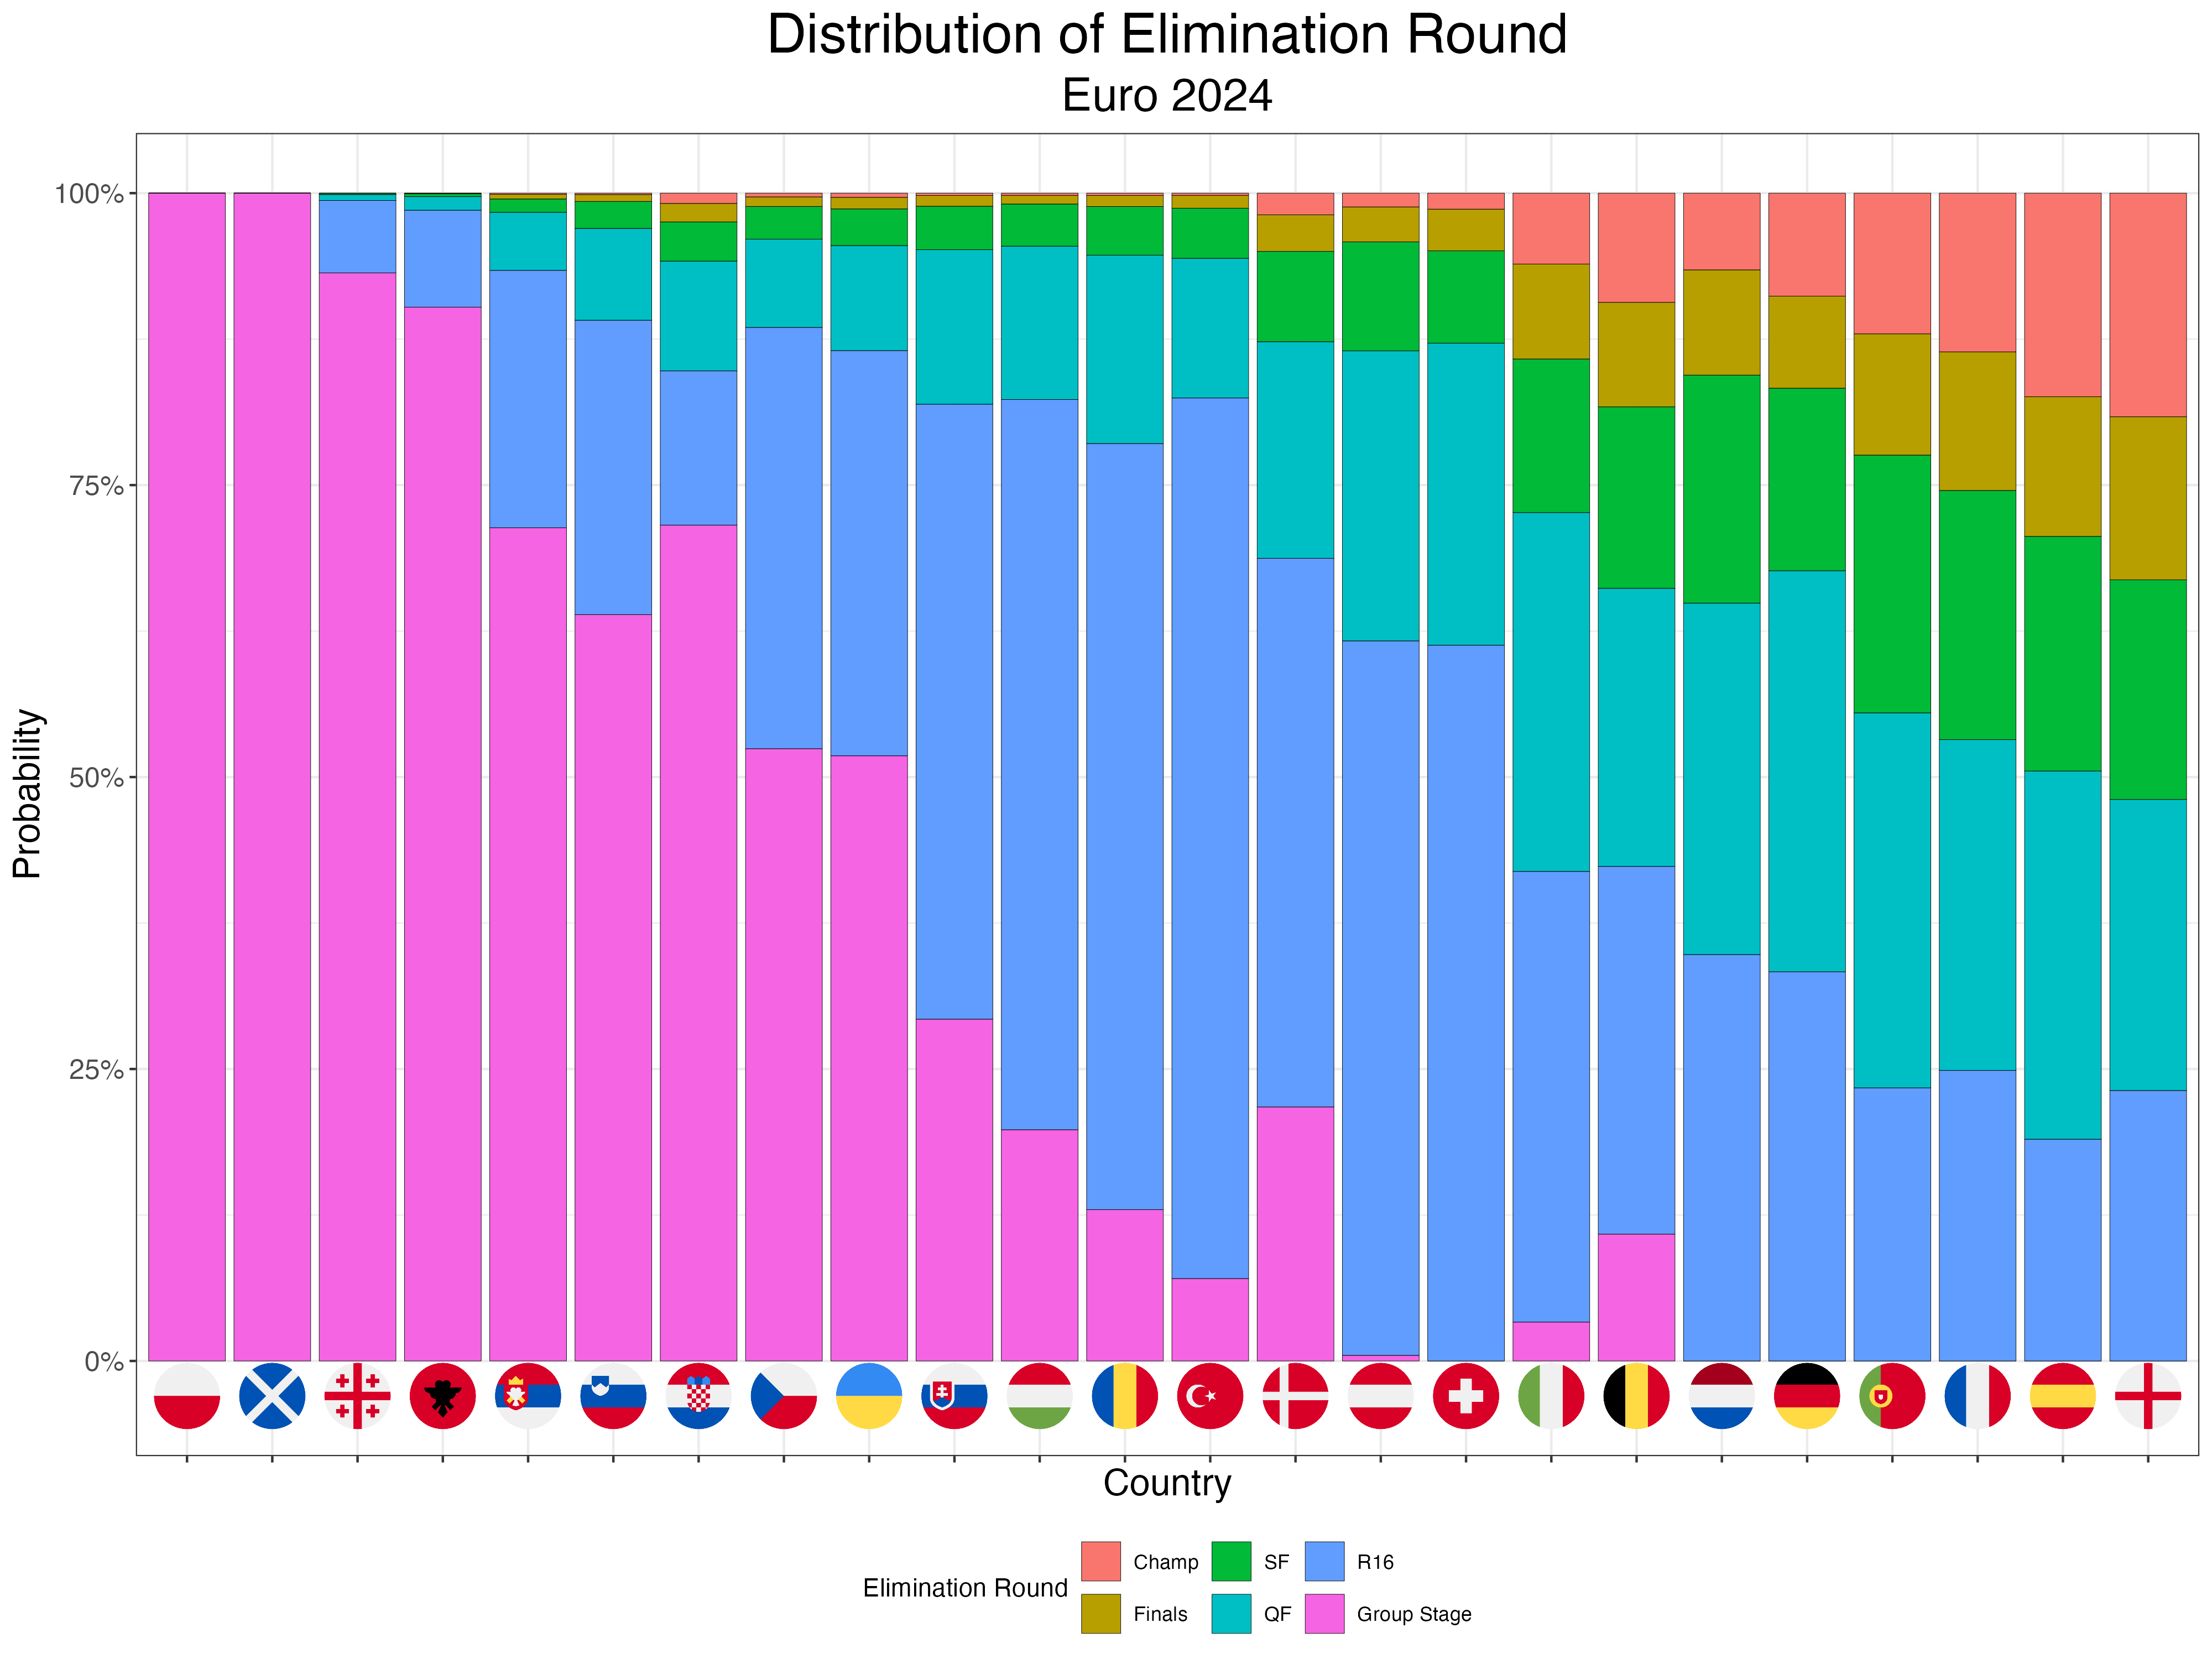 Distribution of Elimination Round
Euro 2024
Probability
100%
75%
50%
25%
0%
Country
Elimination Round
Champ
SF
R16
Finals
QF
Group Stage